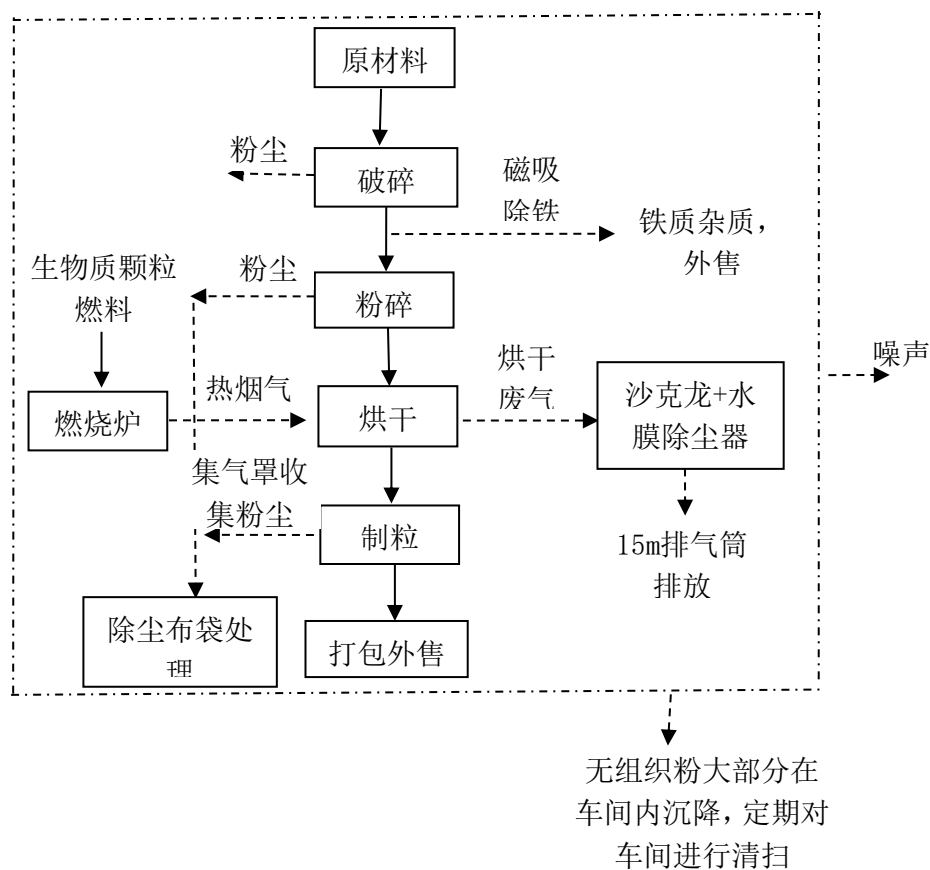 原材料
粉尘
破碎
磁吸
除铁
铁质杂质，
外售
生物质颗粒
燃料
粉尘
粉碎
噪声
热烟气
烘干
废气
燃烧炉
烘干
沙克龙+水
膜除尘器
集气罩收
集粉尘
制粒
15m排气筒
排放
除尘布袋处
理
打包外售
无组织粉大部分在
车间内沉降，定期对
车间进行清扫